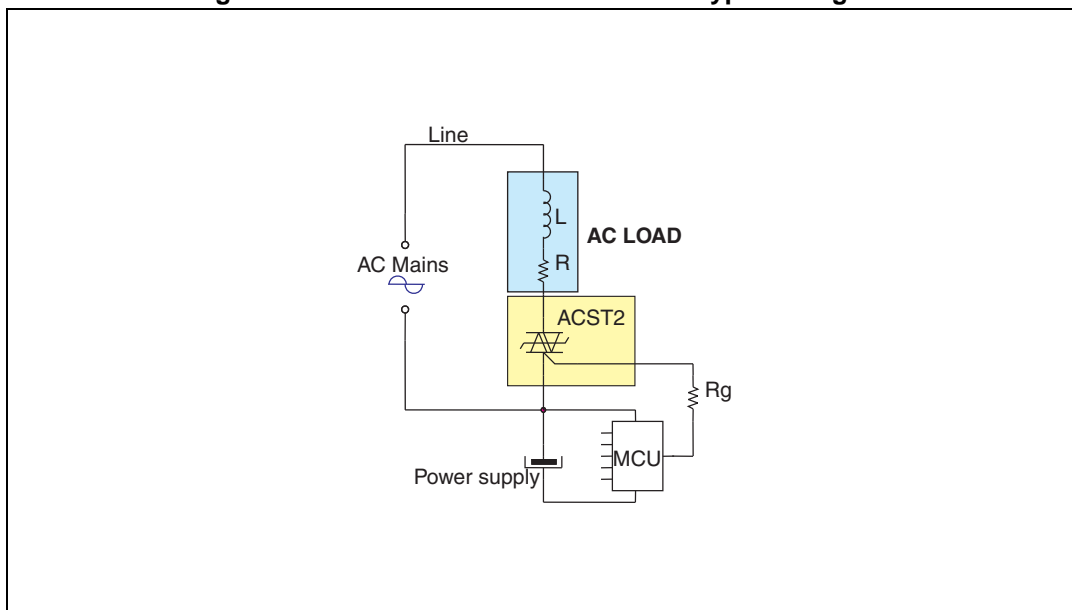 Line
L
AC LOAD
R
AC Mains
ACST2
Rg
MCU
Power supply